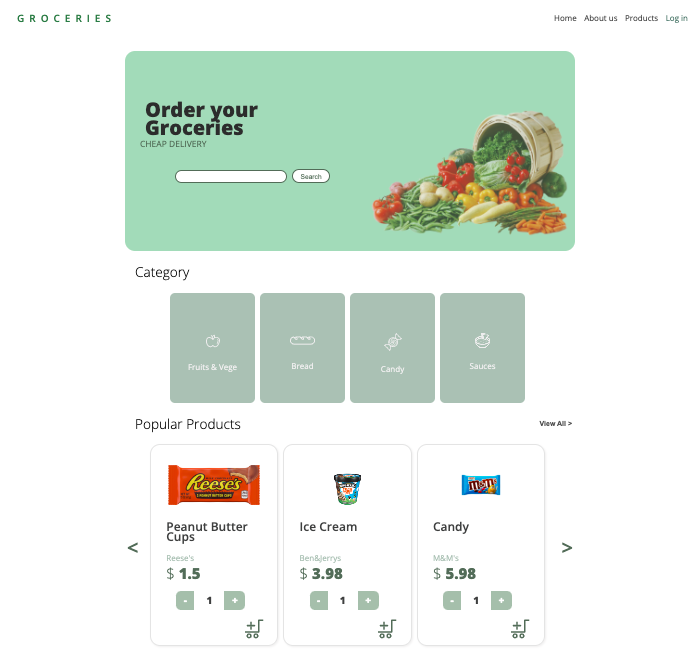 GROCERIES
Home About us Products Log in
Order your
Groceries
CHEAP DELIVERY
Search
Category
Fruits & Vege
Bread
Candy
Sauces
Popular Products
View All >
Reese's
Peanut Butter
Cups
Reese's
$ 1.5
- 1 +
Ice Cream
Ben&Jerrys
$ 3.98
- 1 +
m&m's
Candy
M&M's
$ 5.98
- 1 +
<
>